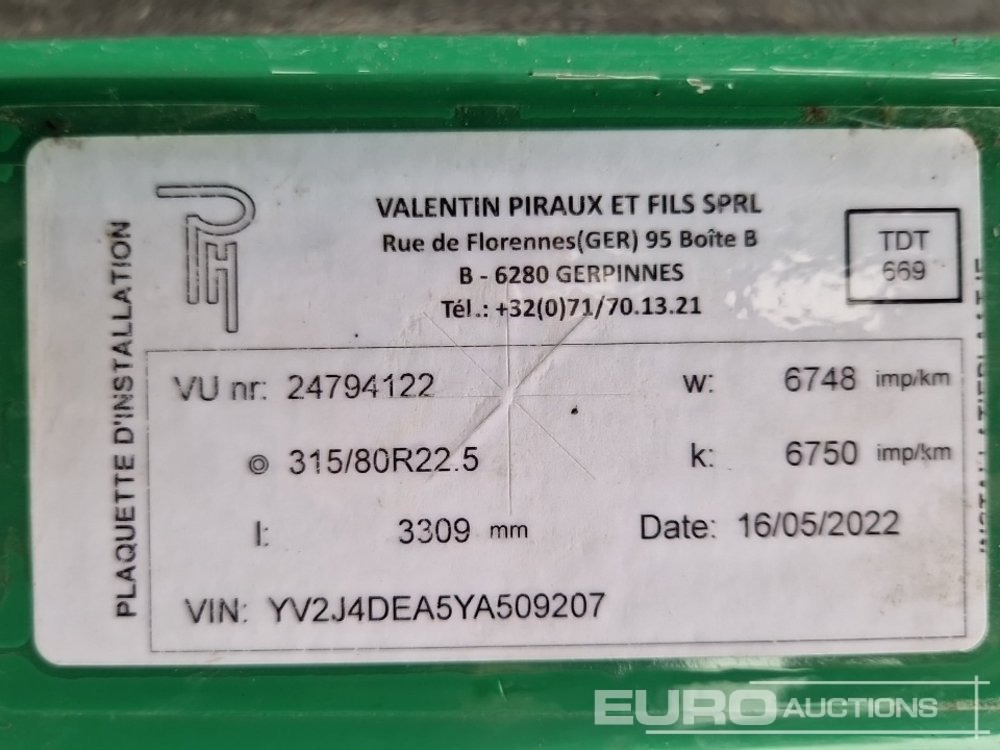 PLAQUETTE D'INSTALLATION
VALENTIN PIRAUX ET FILS SPRL
Rue de Florennes(GER) 95 Boîte B
B - 6280 GERPINNES
Tél.: +32(0)71/70.13.21
TDT
669
VU nr: 24794122
w: 6748 imp/km
315/80R22.5
k: 6750 imp/km
l: 3309 mm
Date: 16/05/2022
VIN: YV2J4DEA5YA509207
EURO AUCTIONS